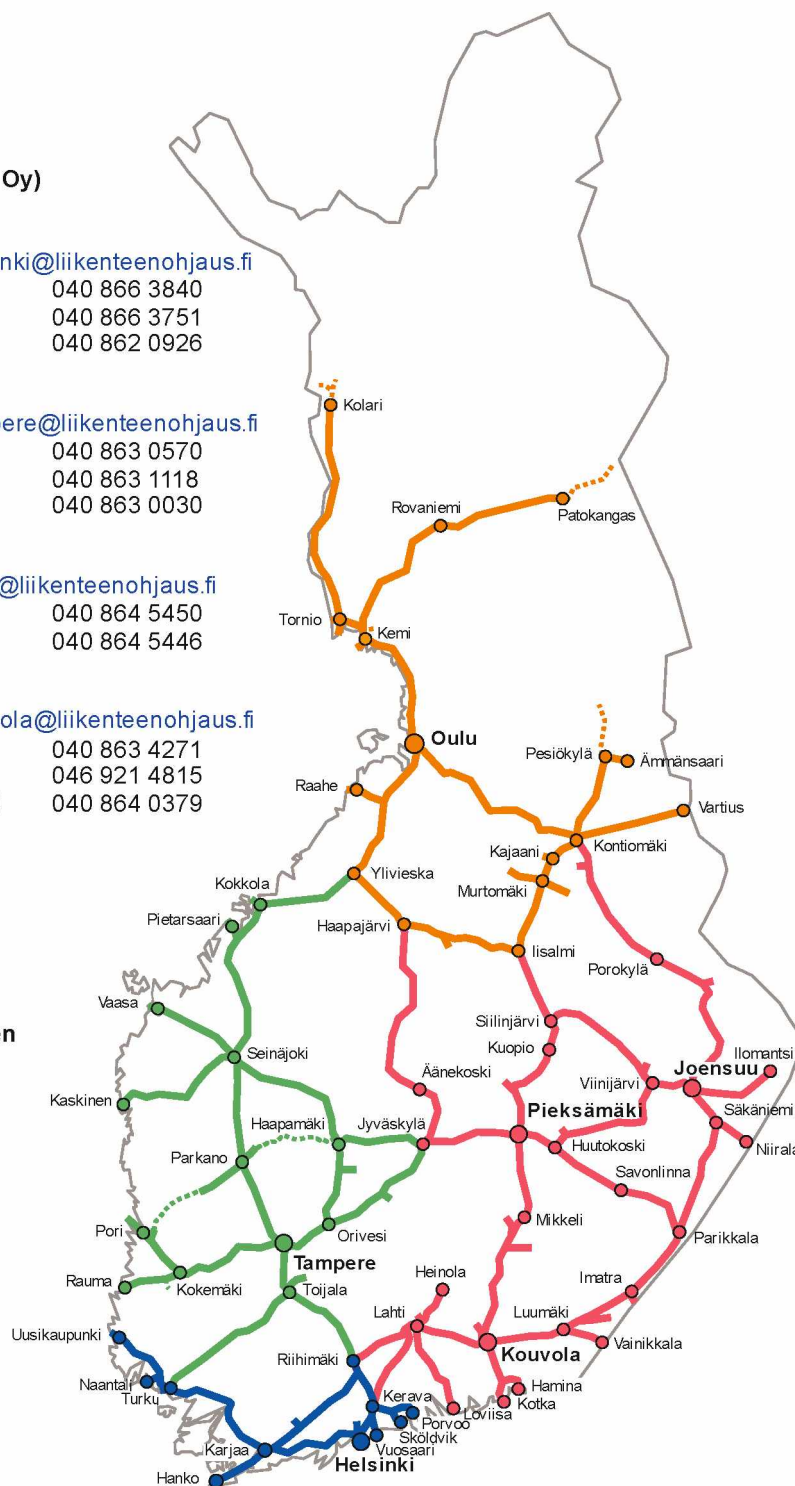 Oy)
nki@liikenteenohjaus.fi
040 866 3840
040 866 3751
040 862 0926
ere@liikenteenohjaus.fi
040 863 0570
040 863 1118
040 863 0030
@liikenteenohjaus.fi
040 864 5450
040 864 5446
ola@liikenteenohjaus.fi
040 863 4271
046 921 4815
040 864 0379
en
Kolari
Rovaniemi
Patokangas
Tornio
Kemi
Oulu
Pesiökylä
Ämmänsaari
Raahe
Vartius
Kontiomäki
Kajaani
Ylivieska
Murtomäki
Kokkola
Pietarsaari
Haapajärvi
Iisalmi
Porokylä
Vaasa
Siilinjärvi
Seinäjoki
Kuopio
Ilomantsi
Äänekoski
Viinijärvi
Joensuu
Kaskinen
Haapamäki
Jyväskylä
Pieksämäki
Säkäniemi
Huutokoski
Niirala
Parkano
Savonlinna
Mikkeli
Pori
Orivesi
Parikkala
Tampere
Rauma
Kokemäki
Toijala
Heinola
Imatra
Lahti
Luumäki
Uusikaupunki
Vainikkala
Riihimäki
Kouvola
Naantali
Turku
Kerava
Hamina
Kotka
Loviisa
Porvoo
Sköldvik
Karjaa
Vuosaari
Helsinki
Hanko